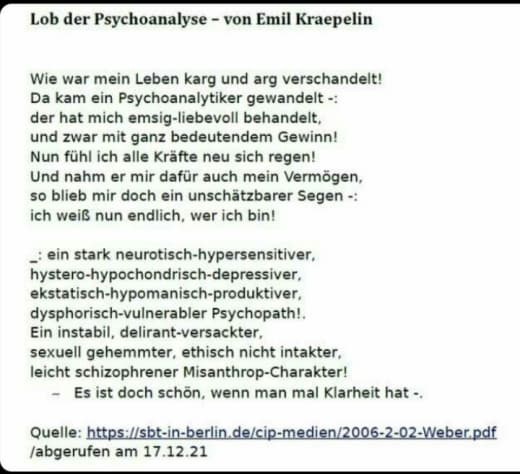 Lob der Psychoanalyse – von Emil Kraepelin
Wie war mein Leben karg und arg verschandelt!
Da kam ein Psychoanalytiker gewandelt -:
der hat mich emsig-liebevoll behandelt,
und zwar mit ganz bedeutendem Gewinn!
Nun fühl ich alle Kräfte neu sich regen!
Und nahm er mir dafür auch mein Vermögen,
so blieb mir doch ein unschätzbarer Segen -:
ich weiß nun endlich, wer ich bin!
_: ein stark neurotisch-hypersensitiver,
hystero-hypochondrisch-depressiver,
ekstatisch-hypomanisch-produktiver,
dysphorisch-vulnerabler Psychopath!.
Ein instabil, delirant-versackter,
sexuell gehemmter, ethisch nicht intakter,
leicht schizophrener Misanthrop-Charakter!
– Es ist doch schön, wenn man mal Klarheit hat -.
Quelle: https://sbt-in-berlin.de/cip-medien/2006-2-02-Weber.pdf
/abgerufen am 17.12.21